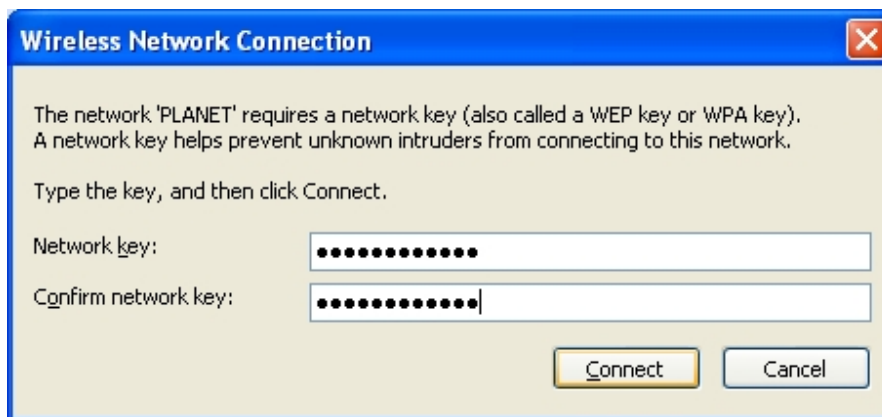 Wireless Network Connection
The network 'PLANET' requires a network key (also called a WEP key or WPA key).
A network key helps prevent unknown intruders from connecting to this network.
Type the key, and then click Connect.
Network key: ••••••••••••
Confirm network key: ••••••••••••
Connect Cancel